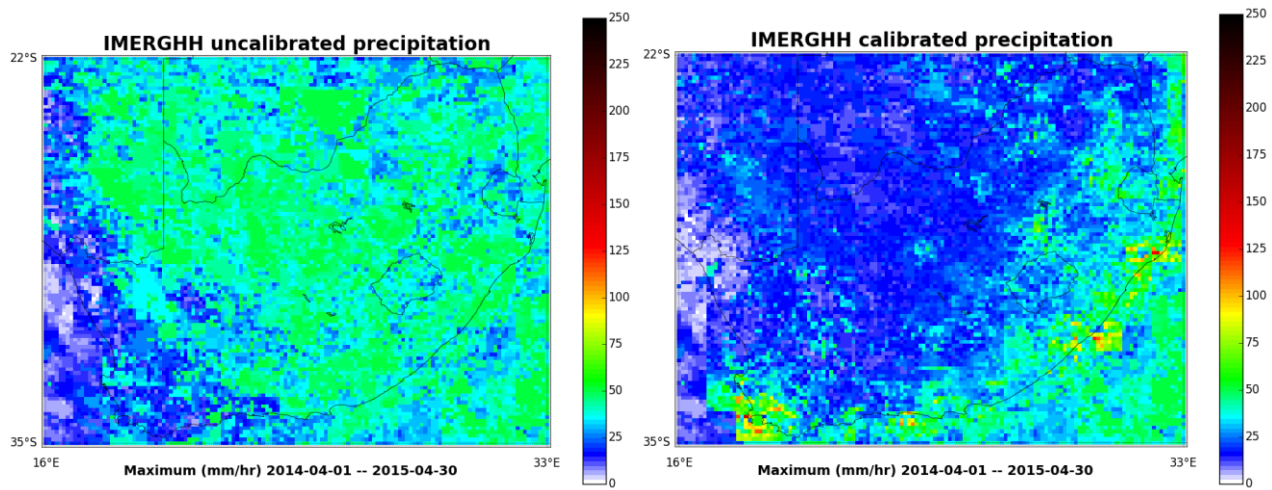 IMERGHH uncalibrated precipitation
22°S
35°S
16°E
33°E
Maximum (mm/hr) 2014-04-01 -- 2015-04-30
250
225
200
175
150
125
100
75
50
25
0
IMERGHH calibrated precipitation
22°S
35°S
16°E
33°E
Maximum (mm/hr) 2014-04-01 -- 2015-04-30
250
225
200
175
150
125
100
75
50
25
0